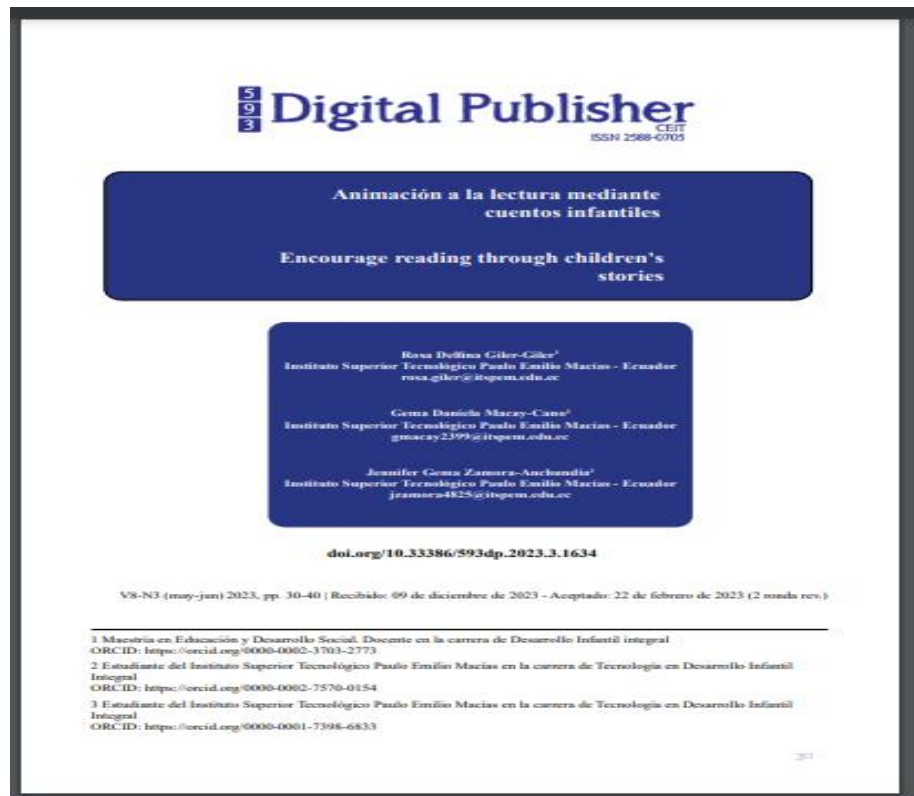 593 Digital Publisher
CEIT
ISSN 2588-0705
Animación a la lectura mediante
cuentos infantiles
Encourage reading through children's
stories
Rosa Delfina Giler-Giler¹
Instituto Superior Tecnológico Paulo Emilio Macías - Ecuador
rosa.giler@itspem.edu.ec
Gema Daniela Macay-Cano²
Instituto Superior Tecnológico Paulo Emilio Macías - Ecuador
gmacay2399@itspem.edu.ec
Jennifer Gema Zamora-Anchundia³
Instituto Superior Tecnológico Paulo Emilio Macías - Ecuador
jzamora4825@itspem.edu.ec
doi.org/10.33386/593dp.2023.3.1634
V8-N3 (may-jun) 2023, pp. 30-40 | Recibido: 09 de diciembre de 2023 - Aceptado: 22 de febrero de 2023 (2 ronda rev.)
1 Maestría en Educación y Desarrollo Social. Docente en la carrera de Desarrollo Infantil integral
ORCID: https://orcid.org/0000-0002-3703-2773
2 Estudiante del Instituto Superior Tecnológico Paulo Emilio Macías en la carrera de Tecnología en Desarrollo Infantil
Integral
ORCID: https://orcid.org/0000-0002-7570-0154
3 Estudiante del Instituto Superior Tecnológico Paulo Emilio Macías en la carrera de Tecnología en Desarrollo Infantil
Integral
ORCID: https://orcid.org/0000-0001-7398-6833